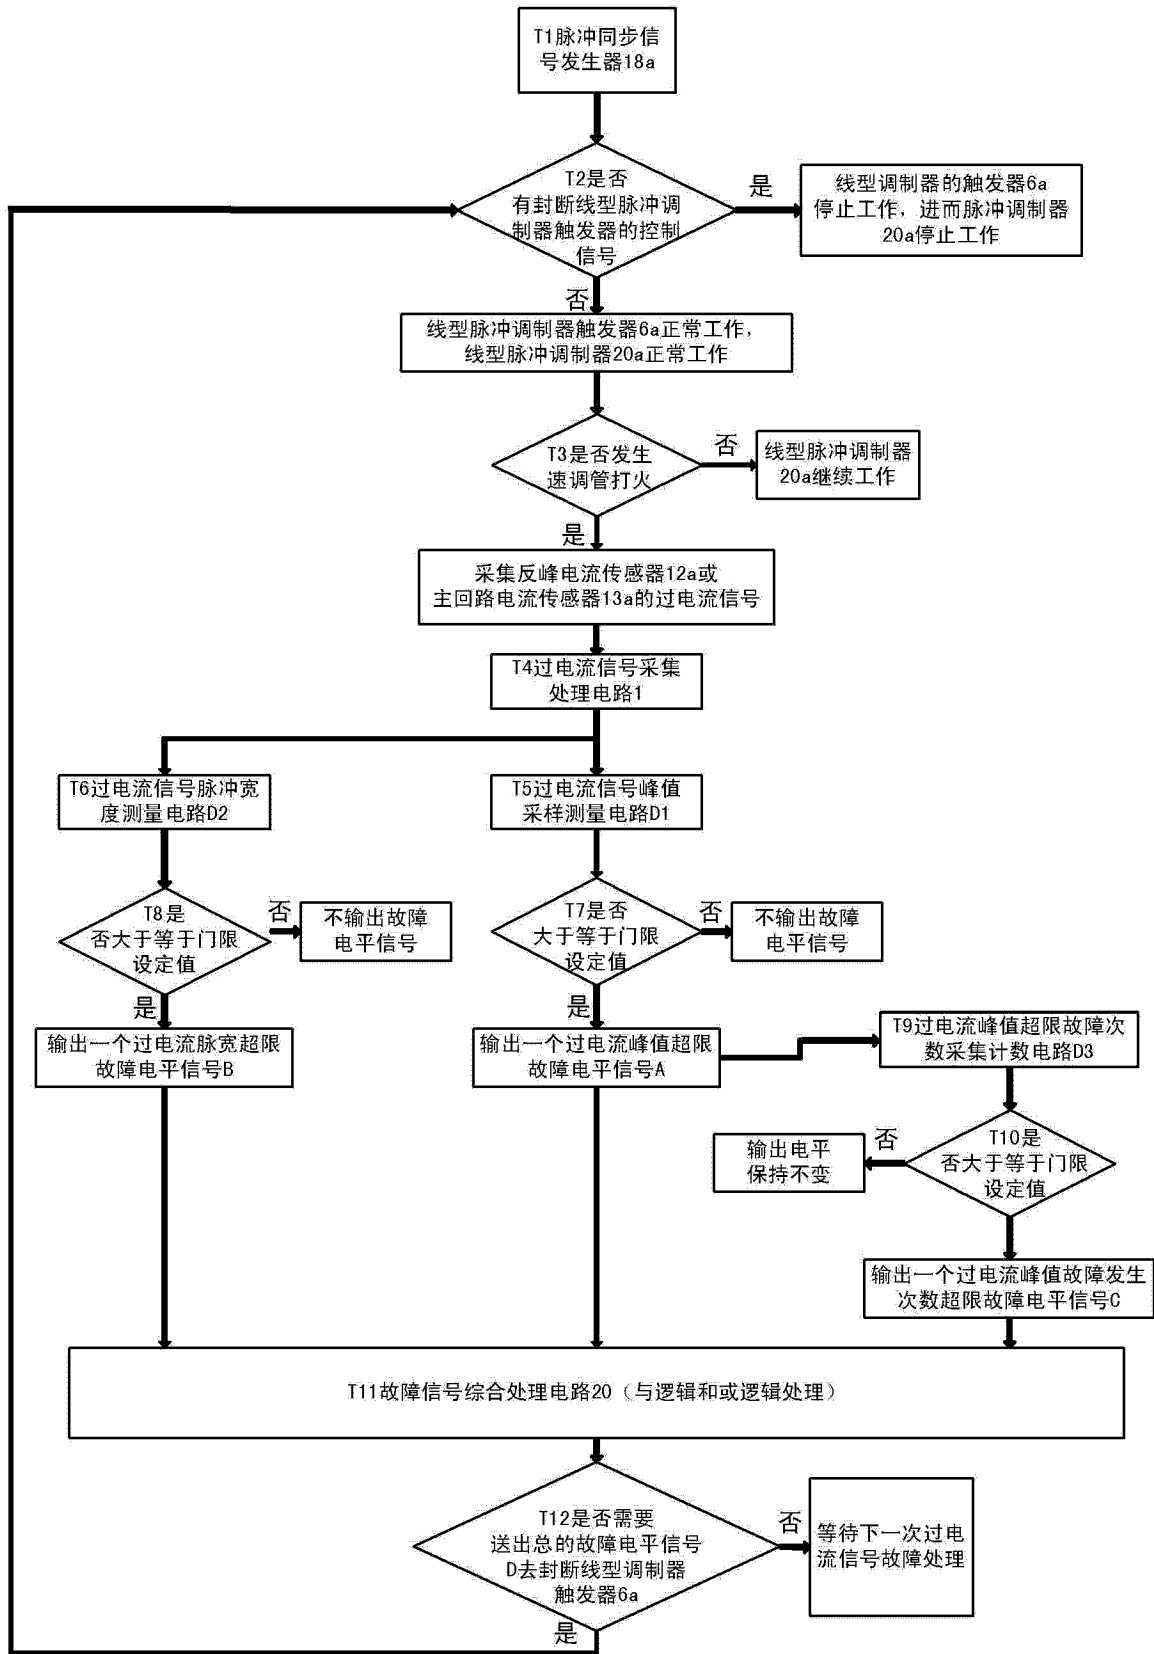 T1脉冲同步信
号发生器18a
T2是否
有封断线型脉冲调
制器触发器的控制
信号
是
线型调制器的触发器6a
停止工作，进而脉冲调制器
20a停止工作
否
线型脉冲调制器触发器6a正常工作，
线型脉冲调制器20a正常工作
T3是否发生
速调管打火
否
线型脉冲调制器
20a继续工作
是
采集反峰电流传感器12a或
主回路电流传感器13a的过电流信号
T4过电流信号采集
处理电路1
T6过电流信号脉冲宽
度测量电路D2
T5过电流信号峰值
采样测量电路D1
T8是
否大于等于门限
设定值
否
不输出故障
电平信号
T7是否
大于等于门限
设定值
否
不输出故障
电平信号
是
输出一个过电流脉宽超限
故障电平信号B
是
输出一个过电流峰值超限
故障电平信号A
T9过电流峰值超限故障次
数采集计数电路D3
T10是
否大于等于门限
设定值
否
输出电平
保持不变
输出一个过电流峰值故障发生
次数超限故障电平信号C
T11故障信号综合处理电路20（与逻辑和或逻辑处理）
T12是否需要
送出总的故障电平信号
D去封断线型调制器
触发器6a
否
等待下一次过电
流信号故障处理
是